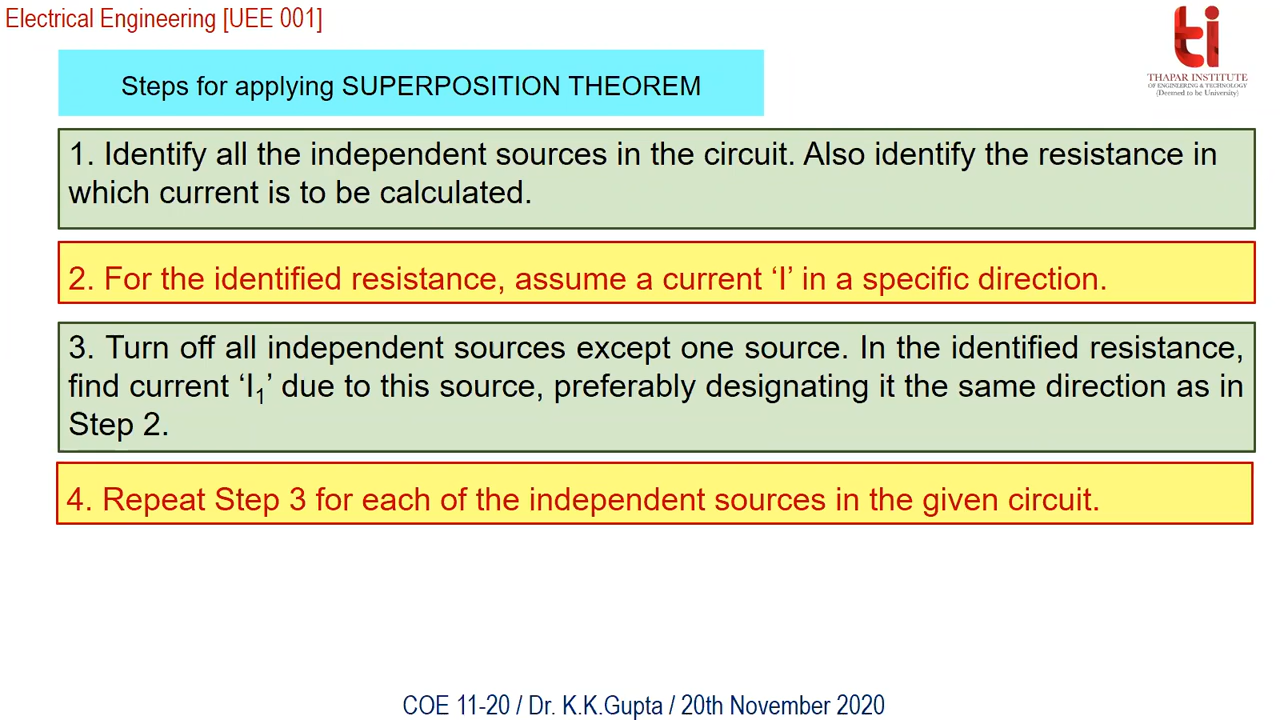 Electrical Engineering [UEE 001]
ti
THAPAR INSTITUTE
OF ENGINEERING & TECHNOLOGY
(Deemed to be University)
Steps for applying SUPERPOSITION THEOREM
1. Identify all the independent sources in the circuit. Also identify the resistance in
which current is to be calculated.
2. For the identified resistance, assume a current ‘I’ in a specific direction.
3. Turn off all independent sources except one source. In the identified resistance,
find current ‘I₁’ due to this source, preferably designating it the same direction as in
Step 2.
4. Repeat Step 3 for each of the independent sources in the given circuit.
COE 11-20 / Dr. K.K.Gupta / 20th November 2020